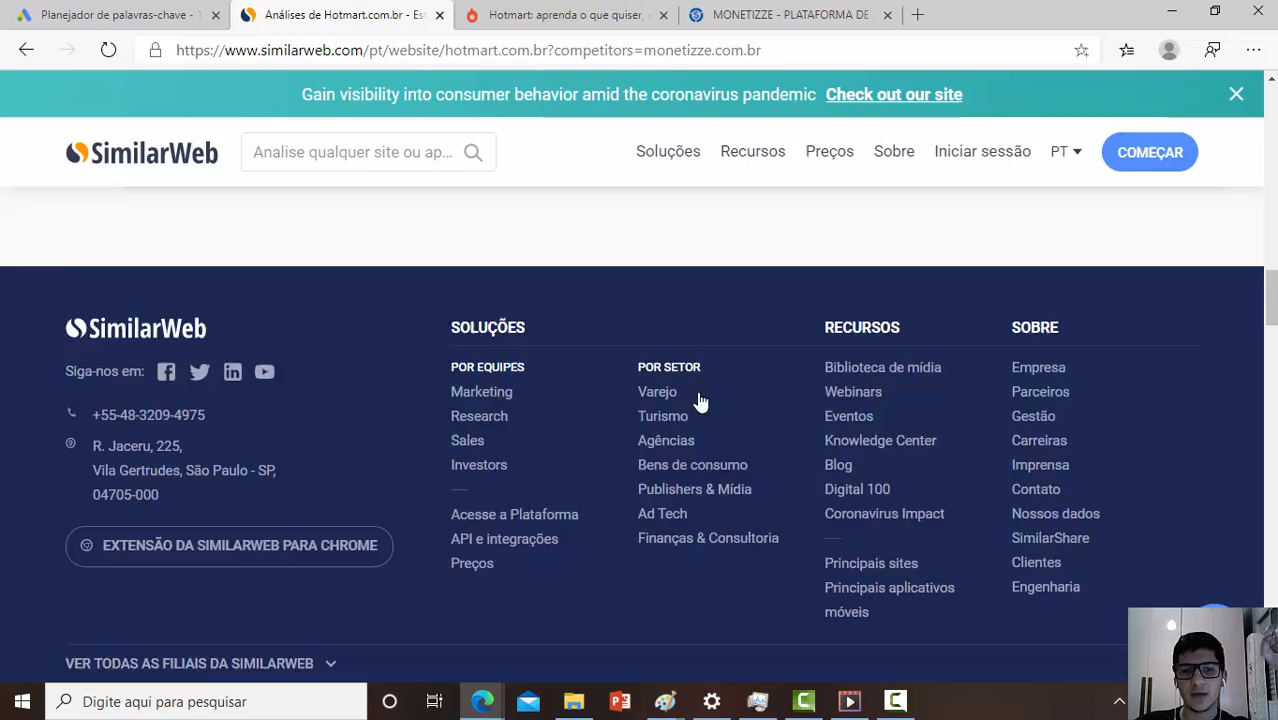 Planejador de palavras-chave - 1
Análises de Hotmart.com.br - Est
Hotmart: aprenda o que quiser,
MONETIZZE - PLATAFORMA DE
https://www.similarweb.com/pt/website/hotmart.com.br?competitors=monetizze.com.br
Gain visibility into consumer behavior amid the coronavirus pandemic Check out our site
SimilarWeb
Analise qualquer site ou ap...
Soluções
Recursos
Preços
Sobre
Iniciar sessão
PT
COMEÇAR
SimilarWeb
Siga-nos em:
+55-48-3209-4975
R. Jaceru, 225,
Vila Gertrudes, São Paulo - SP,
04705-000
EXTENSÃO DA SIMILARWEB PARA CHROME
SOLUÇÕES
POR EQUIPES
Marketing
Research
Sales
Investors
Acesse a Plataforma
API e integrações
Preços
POR SETOR
Varejo
Turismo
Agências
Bens de consumo
Publishers & Mídia
Ad Tech
Finanças & Consultoria
RECURSOS
Biblioteca de mídia
Webinars
Eventos
Knowledge Center
Blog
Digital 100
Coronavirus Impact
Principais sites
Principais aplicativos
móveis
SOBRE
Empresa
Parceiros
Gestão
Carreiras
Imprensa
Contato
Nossos dados
SimilarShare
Clientes
Engenharia
VER TODAS AS FILIAIS DA SIMILARWEB
Digite aqui para pesquisar